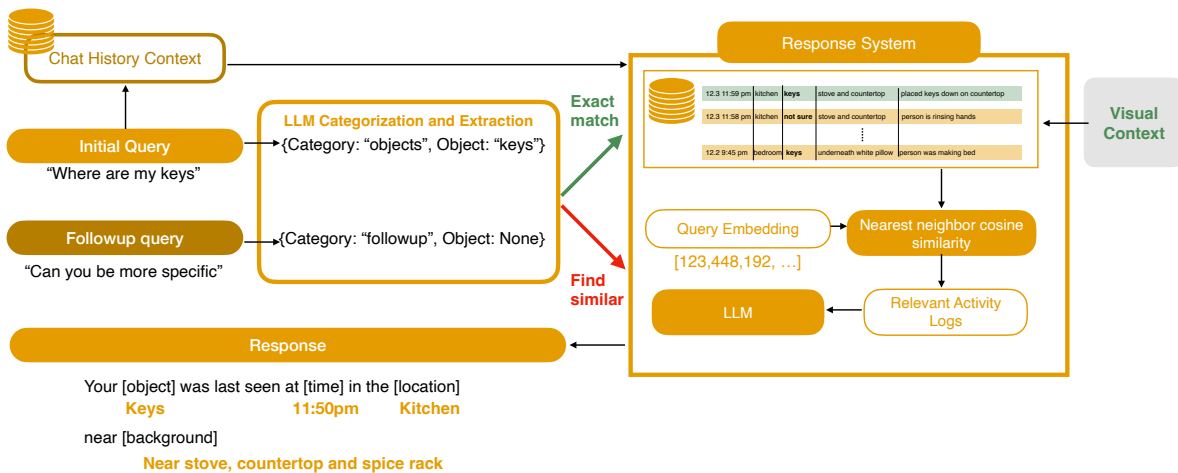 Chat History Context
Initial Query
“Where are my keys”
Followup query
“Can you be more specific”
LLM Categorization and Extraction
{Category: “objects”, Object: “keys”}
{Category: “followup”, Object: None}
Exact
match
Find
similar
Response System
12.3 11:59 pm kitchen keys stove and countertop placed keys down on countertop
12.3 11:58 pm kitchen not sure stove and countertop person is rinsing hands
12.2 9:45 pm bedroom keys underneath white pillow person was making bed
Visual
Context
Query Embedding
[123,448,192, …]
Nearest neighbor cosine
similarity
LLM
Relevant Activity
Logs
Response
Your [object] was last seen at [time] in the [location]
Keys 11:50pm Kitchen
near [background]
Near stove, countertop and spice rack